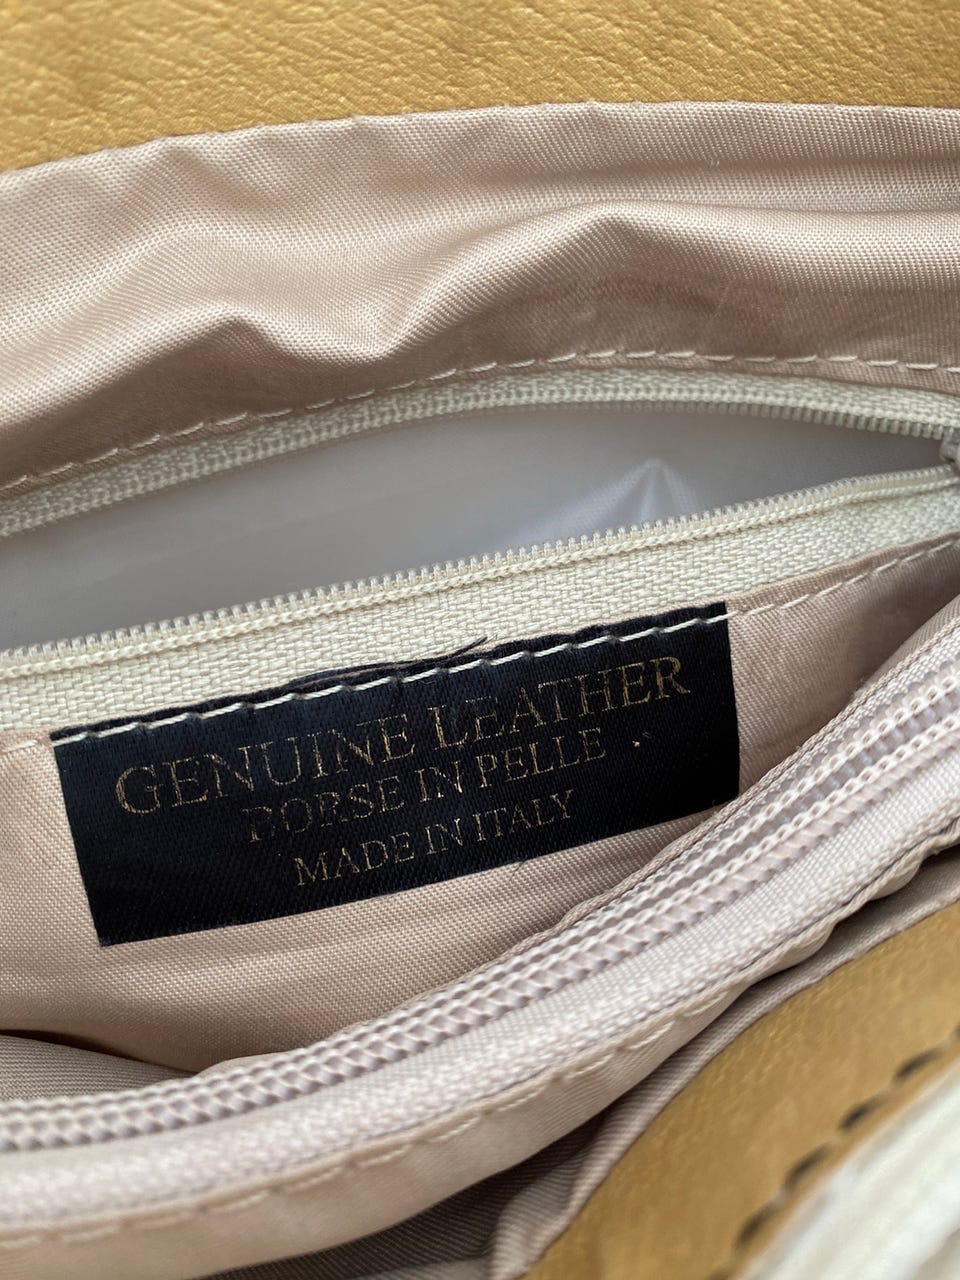 GENUINE LEATHER
BORSE IN PELLE
MADE IN ITALY